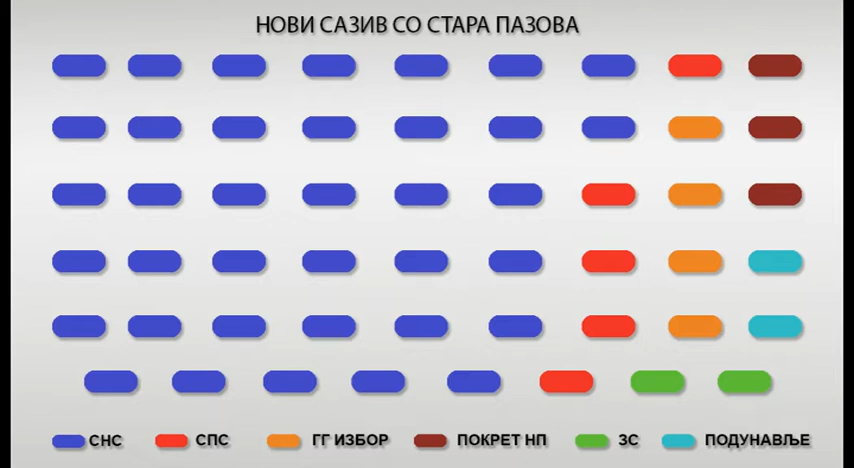 НОВИ САЗИВ СО СТАРА ПАЗОВА
СНС СПС ГГ ИЗБОР ПОКРЕТ НП ЗС ПОДУНАВЉЕ